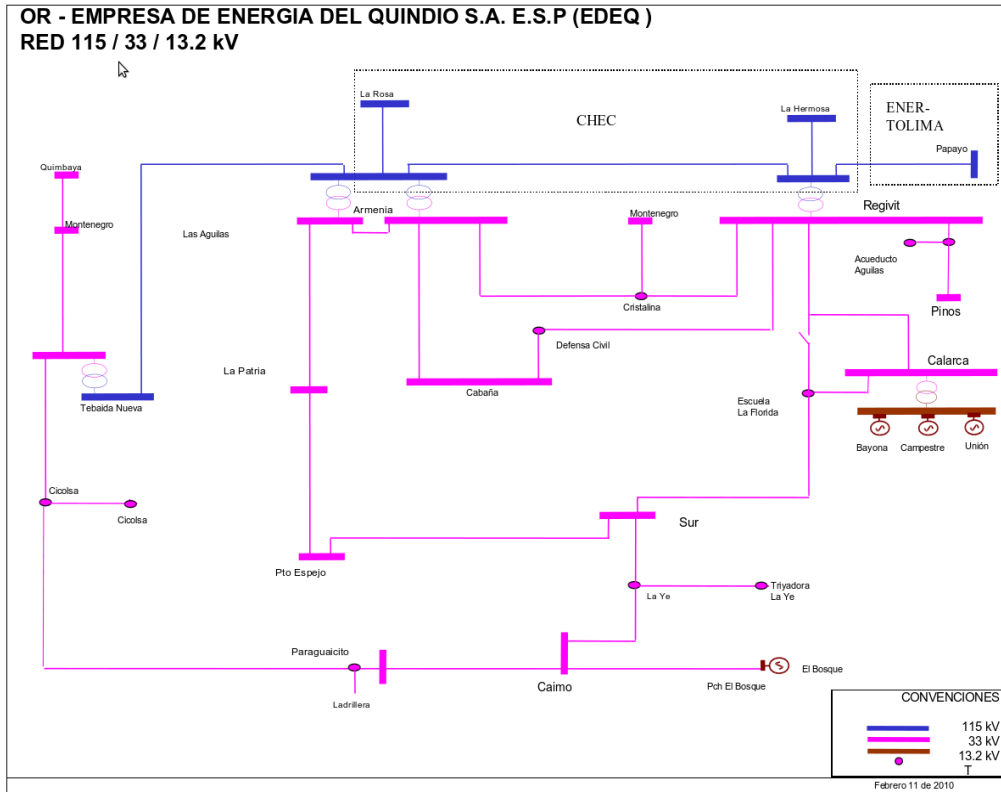 OR - EMPRESA DE ENERGIA DEL QUINDIO S.A. E.S.P (EDEQ )
RED 115 / 33 / 13.2 kV
La Rosa
CHEC
La Hermosa
ENER-
TOLIMA
Papayo
Quimbaya
Montenegro
Las Aguilas
Armenia
Montenegro
Regivit
Acueducto
Aguilas
Pinos
Cristalina
Defensa Civil
La Patria
Cabaña
Calarca
Escuela
La Florida
Tebaida Nueva
Bayona
Campestre
Unión
Cicolsa
Cicolsa
Sur
Pto Espejo
La Ye
Triyadora
La Ye
Paraguaicito
Ladrillera
Caimo
Pch El Bosque
El Bosque
CONVENCIONES
115 kV
33 kV
13.2 kV
T
Febrero 11 de 2010